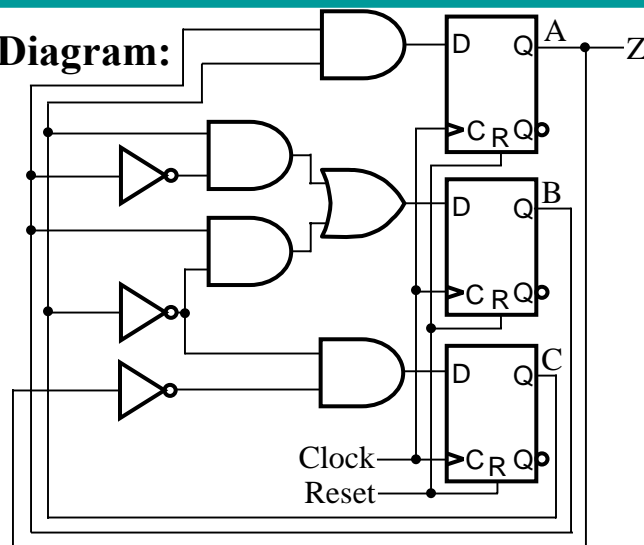 Diagram:
D Q A Z
C R Q
D Q B
C R Q
D Q C
Clock C R Q
Reset